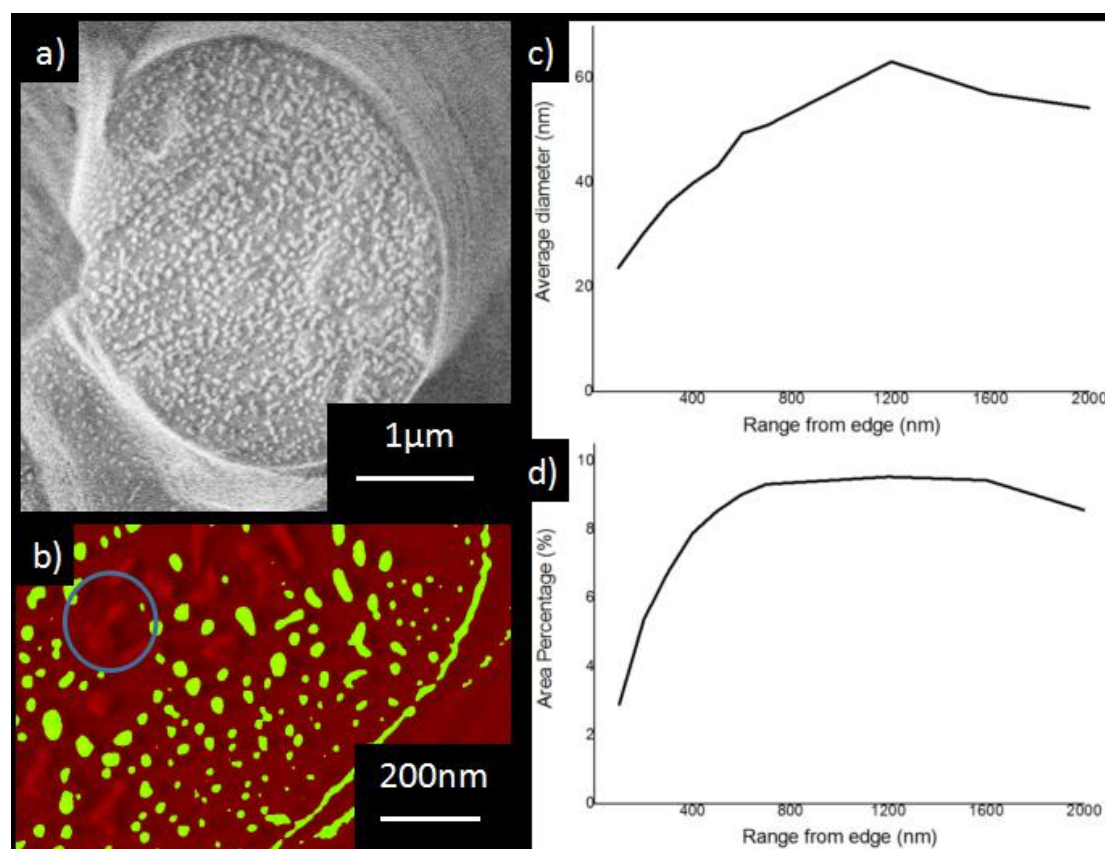 a)
1µm
b)
200nm
c)
Average diameter (nm)
60
40
20
0
400 800 1200 1600 2000
Range from edge (nm)
d)
Area Percentage (%)
10
8
6
4
2
0
400 800 1200 1600 2000
Range from edge (nm)